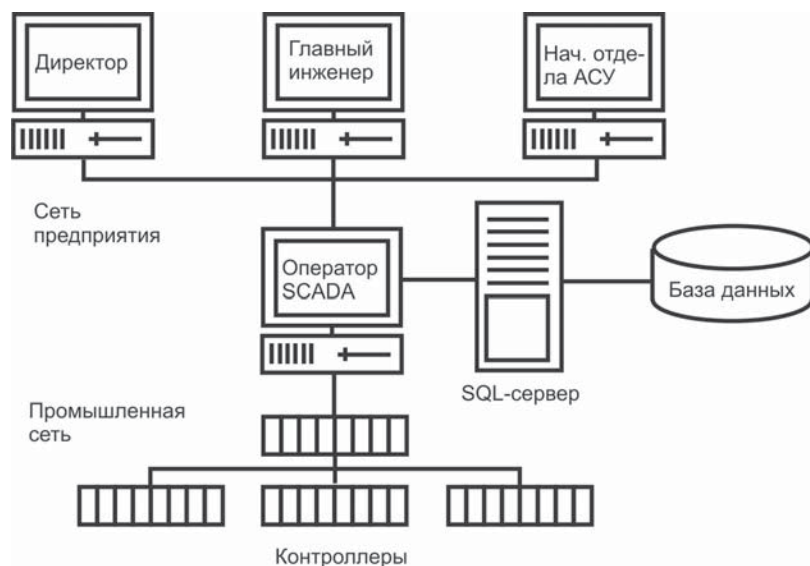 Директор
Главный
инженер
Нач. отде-
ла АСУ
Сеть
предприятия
Оператор
SCADA
База данных
SQL-сервер
Промышленная
сеть
Контроллеры